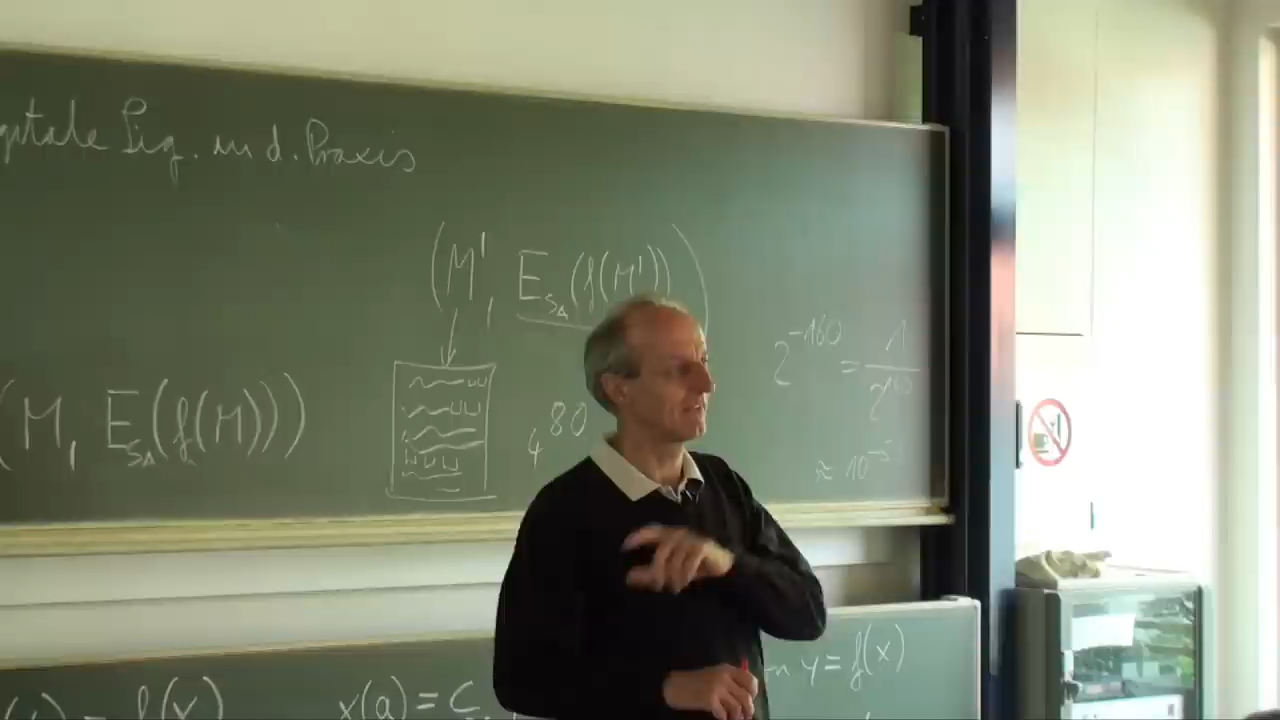 gitale Sig. in d. Praxis
(M', E_SA(f(M')))
2^-160 = 1/2^160
(M, E_SA(f(M)))
4^80
≈ 10^-5
y = f(x)
= f(x) x(a) = C